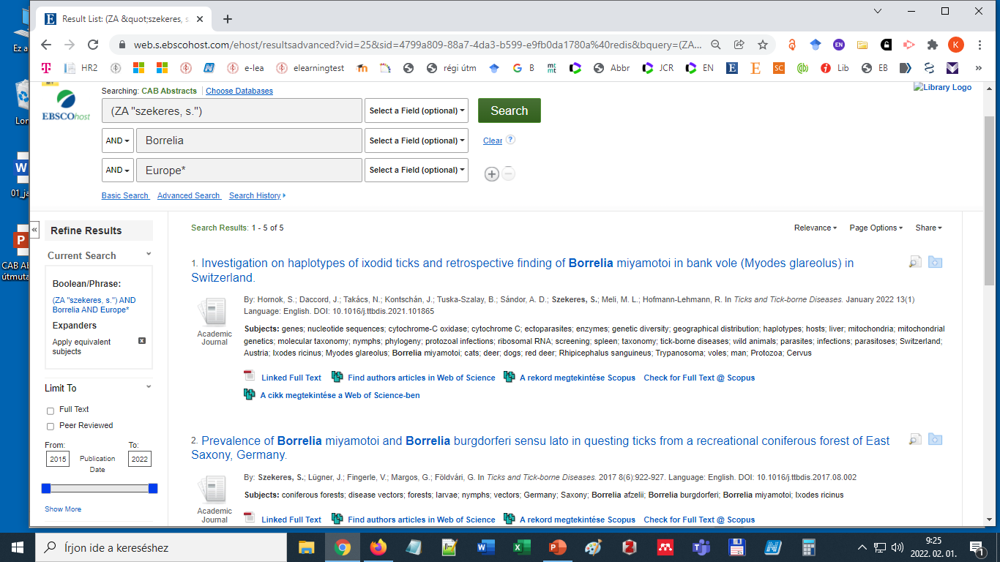 Result List: (ZA &quot;szekeres, s
web.s.ebscohost.com/ehost/resultsadvanced?vid=25&sid=4799a809-88a7-4da3-b599-e9fb0da1780a%40redis&bquery=(ZA...
HR2 e-lea elearningtest régi útm G B Abbr JCR EN Lib EB »
Ez a
Lor
01_ja
CAB Ab
útmuta
EBSCOhost
Searching: CAB Abstracts Choose Databases
Library Logo
(ZA "szekeres, s.") Select a Field (optional) Search
AND Borrelia Select a Field (optional) Clear ?
AND Europe* Select a Field (optional)
Basic Search Advanced Search Search History
Refine Results
Current Search
Boolean/Phrase:
(ZA "szekeres, s.") AND
Borrelia AND Europe*
Expanders
Apply equivalent
subjects
Limit To
Full Text
Peer Reviewed
From: To:
2015 Publication Date 2022
Show More
Search Results: 1 - 5 of 5 Relevance Page Options Share
1. Investigation on haplotypes of ixodid ticks and retrospective finding of Borrelia miyamotoi in bank vole (Myodes glareolus) in
Switzerland.
Academic
Journal
By: Hornok, S.; Daccord, J.; Takács, N.; Kontschán, J.; Tuska-Szalay, B.; Sándor, A. D.; Szekeres, S.; Meli, M. L.; Hofmann-Lehmann, R. In Ticks and Tick-borne Diseases. January 2022 13(1)
Language: English. DOI: 10.1016/j.ttbdis.2021.101865
Subjects: genes; nucleotide sequences; cytochrome-C oxidase; cytochrome C; ectoparasites; enzymes; genetic diversity; geographical distribution; haplotypes; hosts; liver; mitochondria; mitochondrial
genetics; molecular taxonomy; nymphs; phylogeny; protozoal infections; ribosomal RNA; screening; spleen; taxonomy; tick-borne diseases; wild animals; parasites; infections; parasitoses; Switzerland;
Austria; Ixodes ricinus; Myodes glareolus; Borrelia miyamotoi; cats; deer; dogs; red deer; Rhipicephalus sanguineus; Trypanosoma; voles; man; Protozoa; Cervus
Linked Full Text Find authors articles in Web of Science A rekord megtekintése Scopus Check for Full Text @ Scopus
A cikk megtekintése a Web of Science-ben
2. Prevalence of Borrelia miyamotoi and Borrelia burgdorferi sensu lato in questing ticks from a recreational coniferous forest of East
Saxony, Germany.
Academic
Journal
By: Szekeres, S.; Lügner, J.; Fingerle, V.; Margos, G.; Földvári, G. In Ticks and Tick-borne Diseases. 2017 8(6):922-927. Language: English. DOI: 10.1016/j.ttbdis.2017.08.002
Subjects: coniferous forests; disease vectors; forests; larvae; nymphs; vectors; Germany; Saxony; Borrelia afzelii; Borrelia burgdorferi; Borrelia miyamotoi; Ixodes ricinus
Linked Full Text Find authors articles in Web of Science A rekord megtekintése Scopus Check for Full Text @ Scopus
Írjon ide a kereséshez
9:25
2022. 02. 01.
1